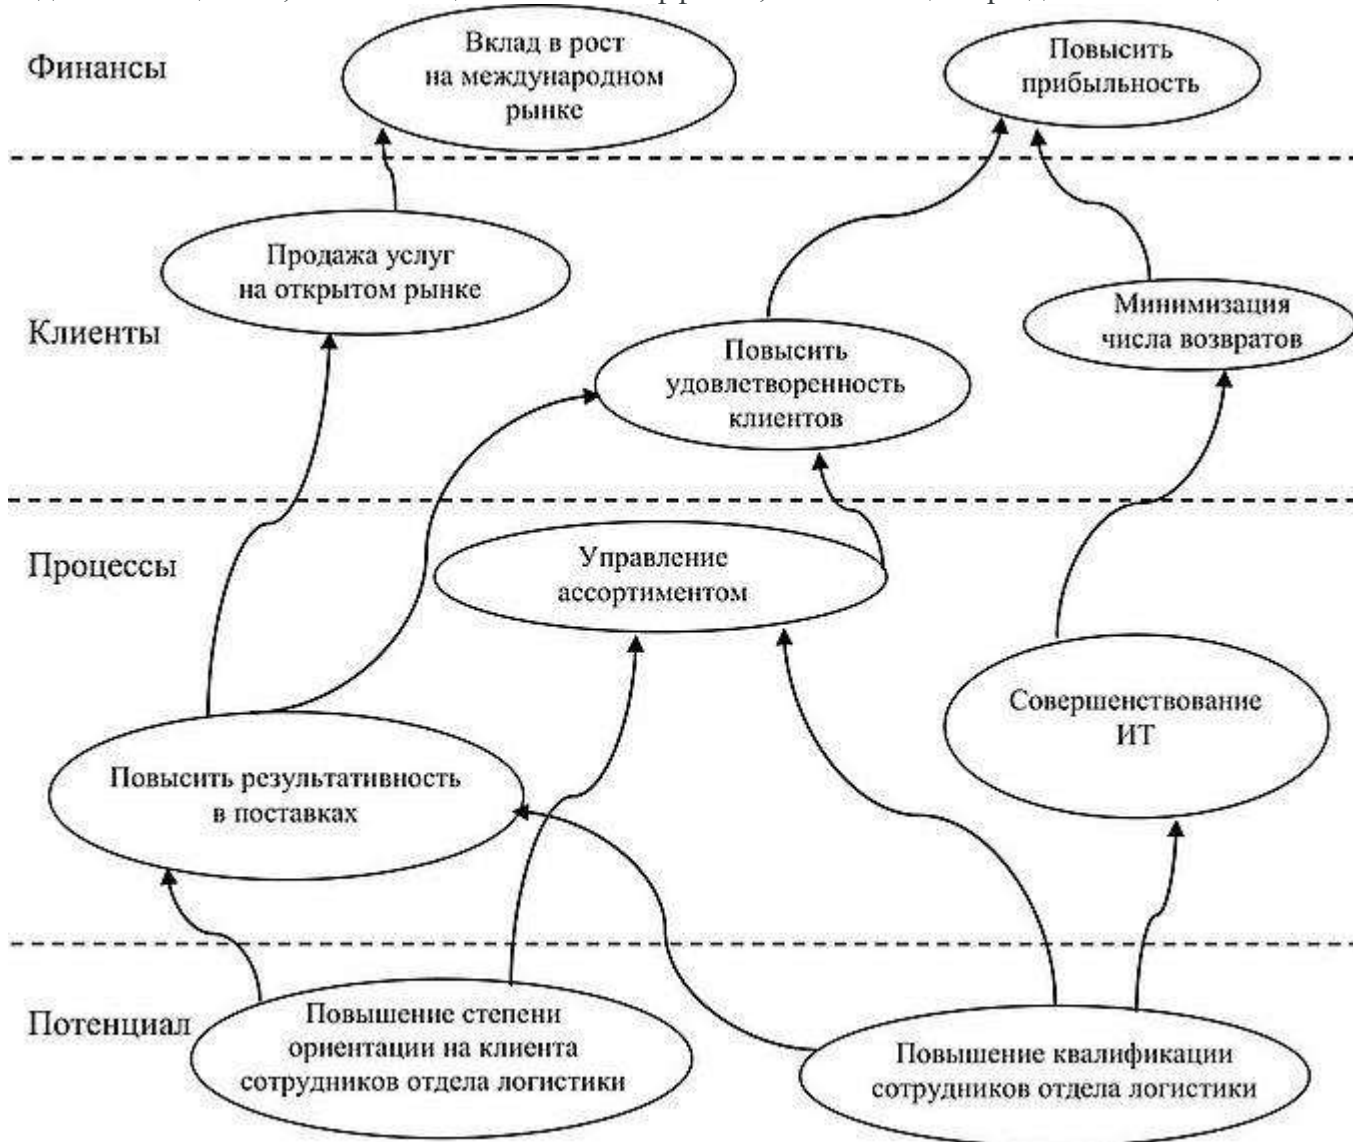 Финансы
Вклад в рост
на международном
рынке
Повысить
прибыльность
Продажа услуг
на открытом рынке
Клиенты
Минимизация
числа возвратов
Повысить
удовлетворенность
клиентов
Процессы
Управление
ассортиментом
Совершенствование
ИТ
Повысить результативность
в поставках
Потенциал
Повышение степени
ориентации на клиента
сотрудников отдела логистики
Повышение квалификации
сотрудников отдела логистики